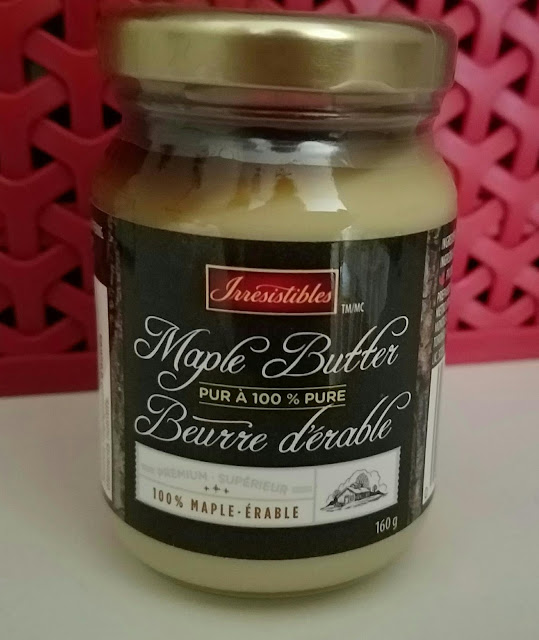 Irresistibles
TM/MC
Maple Butter
PUR À 100 % PURE
Beurre d'érable
PREMIUM - SUPÉRIEUR
100% MAPLE-ÉRABLE
160 g